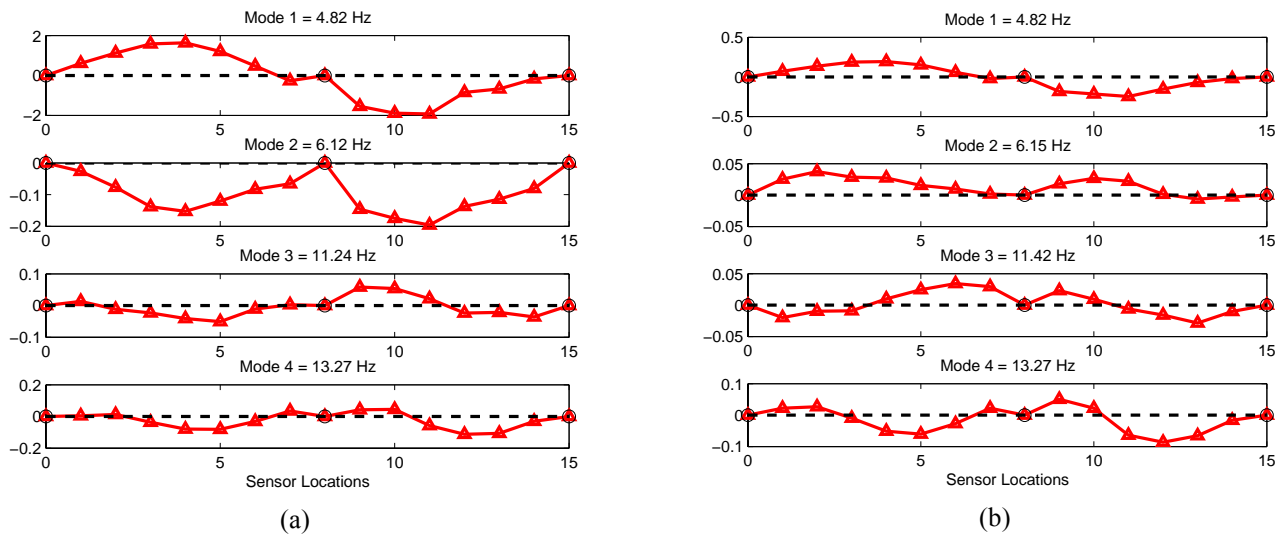 Mode 1 = 4.82 Hz
2
0
−2
0 5 10 15
Mode 2 = 6.12 Hz
0
−0.1
−0.2
0 5 10 15
Mode 3 = 11.24 Hz
0.1
0
−0.1
0 5 10 15
Mode 4 = 13.27 Hz
0.2
0
−0.2
0 5 10 15
Sensor Locations
(a)
Mode 1 = 4.82 Hz
0.5
0
−0.5
0 5 10 15
Mode 2 = 6.15 Hz
0.05
0
−0.05
0 5 10 15
Mode 3 = 11.42 Hz
0.05
0
−0.05
0 5 10 15
Mode 4 = 13.27 Hz
0.1
0
−0.1
0 5 10 15
Sensor Locations
(b)